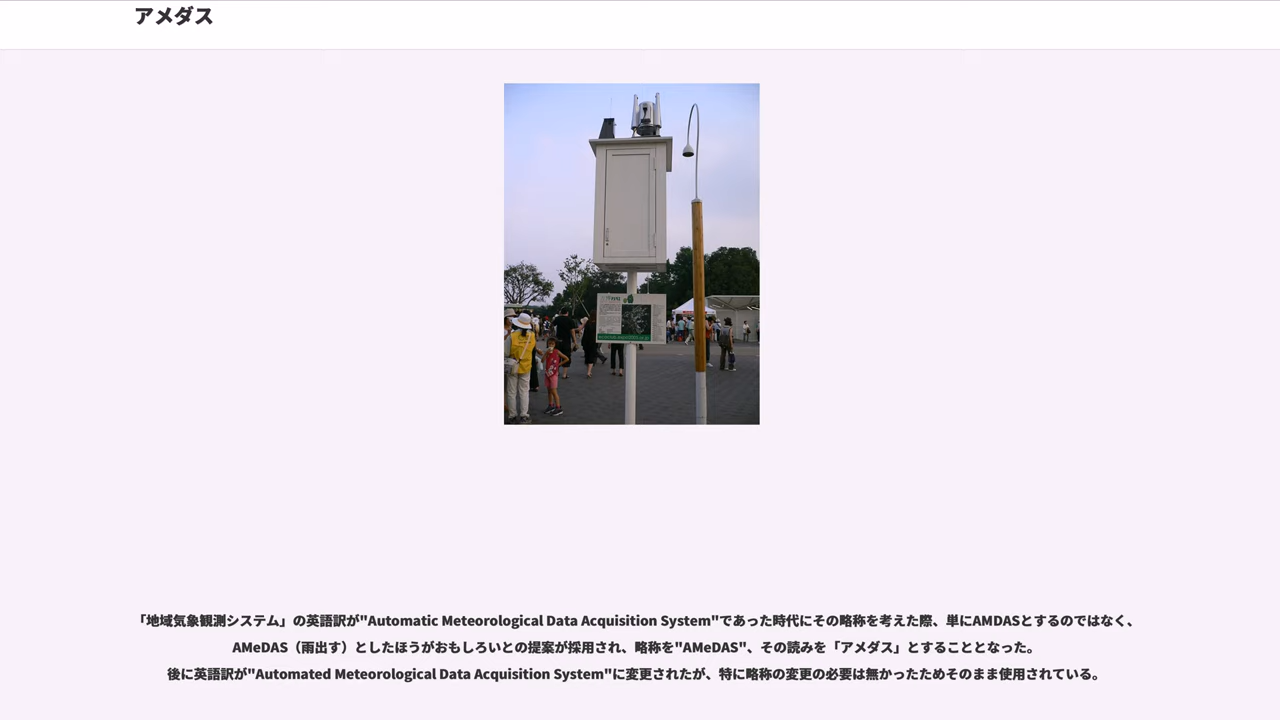 アメダス
「地域気象観測システム」の英語訳が"Automatic Meteorological Data Acquisition System"であった時代にその略称を考えた際、単にAMDASとするのではなく、
AMeDAS（雨出す）としたほうがおもしろいとの提案が採用され、略称を"AMeDAS"、その読みを「アメダス」とすることとなった。
後に英語訳が"Automated Meteorological Data Acquisition System"に変更されたが、特に略称の変更の必要は無かったためそのまま使用されている。